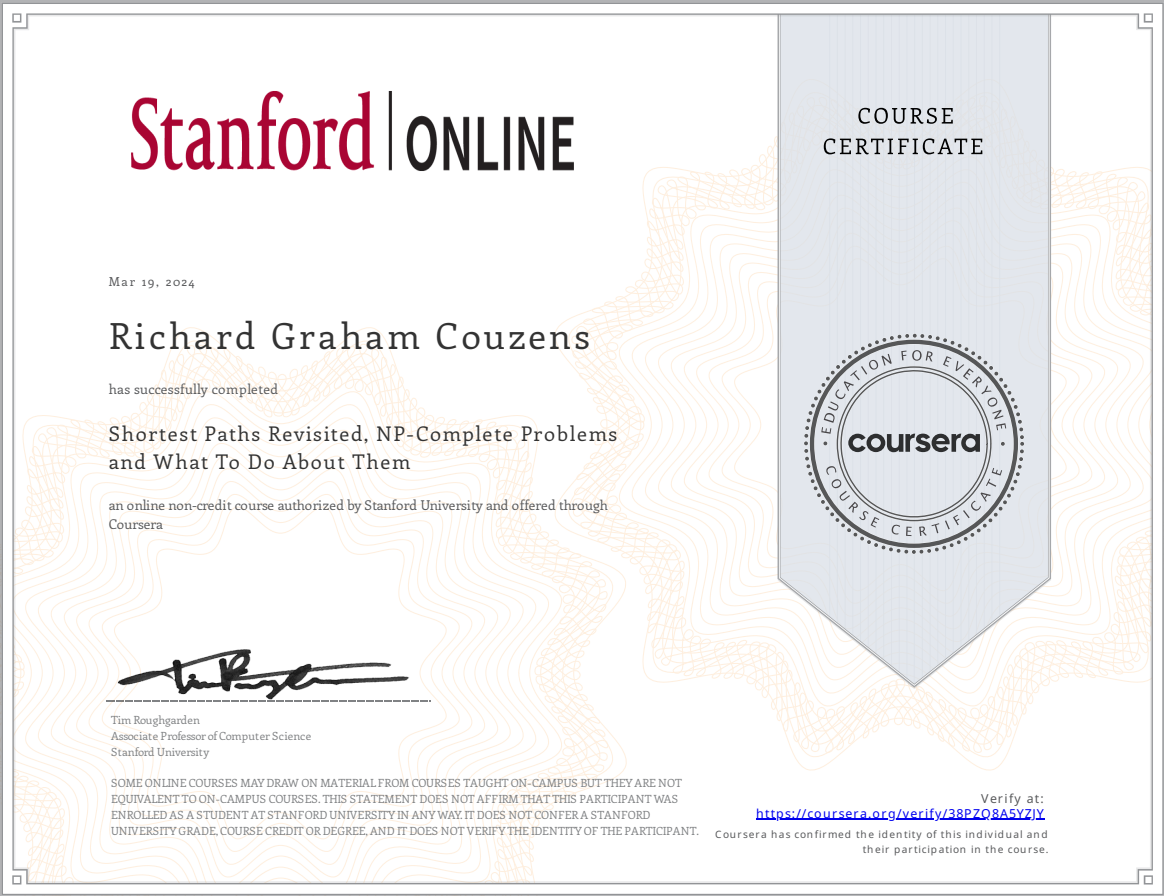 Stanford | ONLINE
COURSE
CERTIFICATE
Mar 19, 2024
Richard Graham Couzens
has successfully completed
Shortest Paths Revisited, NP-Complete Problems
and What To Do About Them
an online non-credit course authorized by Stanford University and offered through
Coursera
EDUCATION FOR EVERYONE
coursera
COURSE CERTIFICATE
Tim Roughgarden
Associate Professor of Computer Science
Stanford University
SOME ONLINE COURSES MAY DRAW ON MATERIAL FROM COURSES TAUGHT ON-CAMPUS BUT THEY ARE NOT
EQUIVALENT TO ON-CAMPUS COURSES. THIS STATEMENT DOES NOT AFFIRM THAT THIS PARTICIPANT WAS
ENROLLED AS A STUDENT AT STANFORD UNIVERSITY IN ANY WAY. IT DOES NOT CONFER A STANFORD
UNIVERSITY GRADE, COURSE CREDIT OR DEGREE, AND IT DOES NOT VERIFY THE IDENTITY OF THE PARTICIPANT.
Verify at:
https://coursera.org/verify/38PZQ8A5YZJY
Coursera has confirmed the identity of this individual and
their participation in the course.